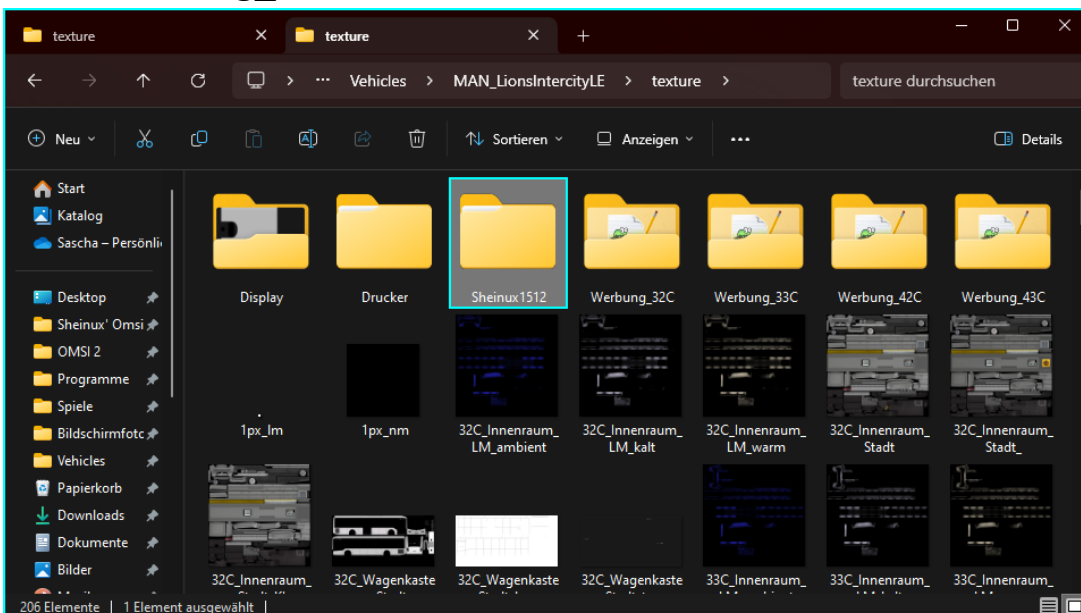 texture
texture
Vehicles > MAN_LionsIntercityLE > texture >
texture durchsuchen
Neu
Sortieren
Anzeigen
Details
Start
Katalog
Sascha – Persönli
Desktop
Sheinux' Omsi
OMSI 2
Programme
Spiele
Bildschirmfotc
Vehicles
Papierkorb
Downloads
Dokumente
Bilder
Display
Drucker
Sheinux1512
Werbung_32C
Werbung_33C
Werbung_42C
Werbung_43C
1px_lm
1px_nm
32C_Innenraum_
LM_ambient
32C_Innenraum_
LM_kalt
32C_Innenraum_
LM_warm
32C_Innenraum_
Stadt
32C_Innenraum_
Stadt_
32C_Innenraum_
32C_Wagenkaste
32C_Wagenkaste
32C_Wagenkaste
33C_Innenraum_
33C_Innenraum_
33C_Innenraum_
206 Elemente | 1 Element ausgewählt |